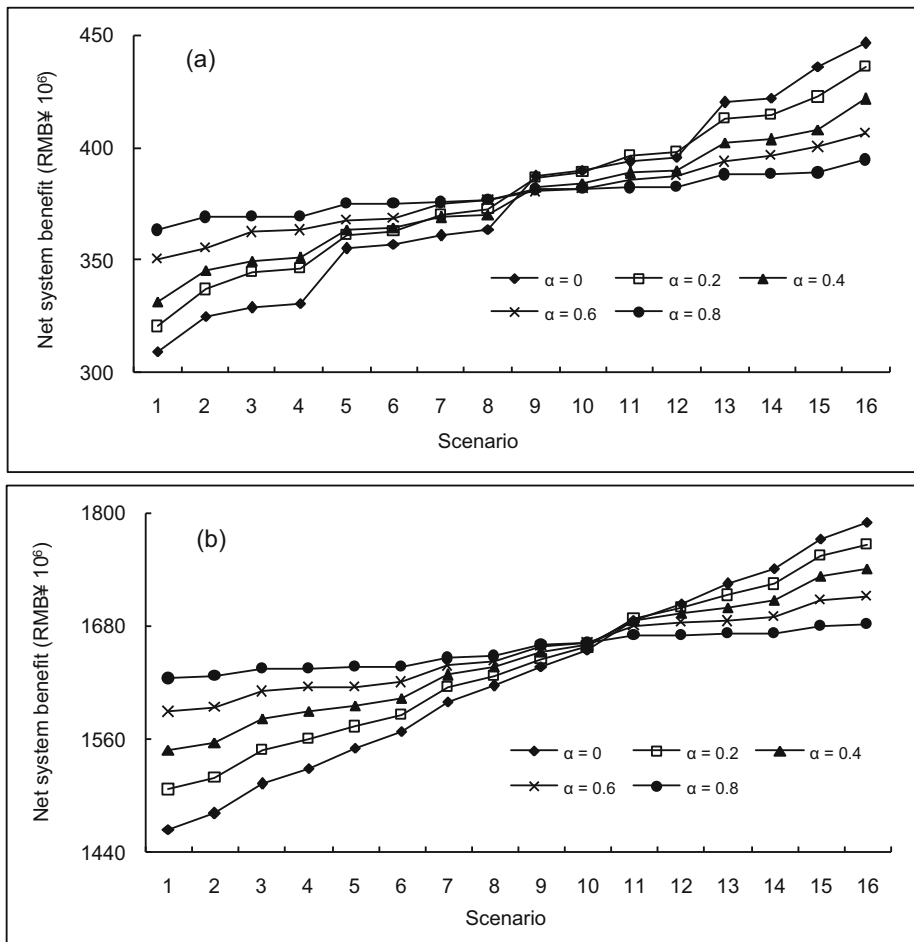 (a)
Net system benefit (RMB¥ 10⁶)
450
400
350
300
α = 0
α = 0.2
α = 0.4
α = 0.6
α = 0.8
1 2 3 4 5 6 7 8 9 10 11 12 13 14 15 16
Scenario
(b)
Net system benefit (RMB¥ 10⁶)
1800
1680
1560
1440
α = 0
α = 0.2
α = 0.4
α = 0.6
α = 0.8
1 2 3 4 5 6 7 8 9 10 11 12 13 14 15 16
Scenario